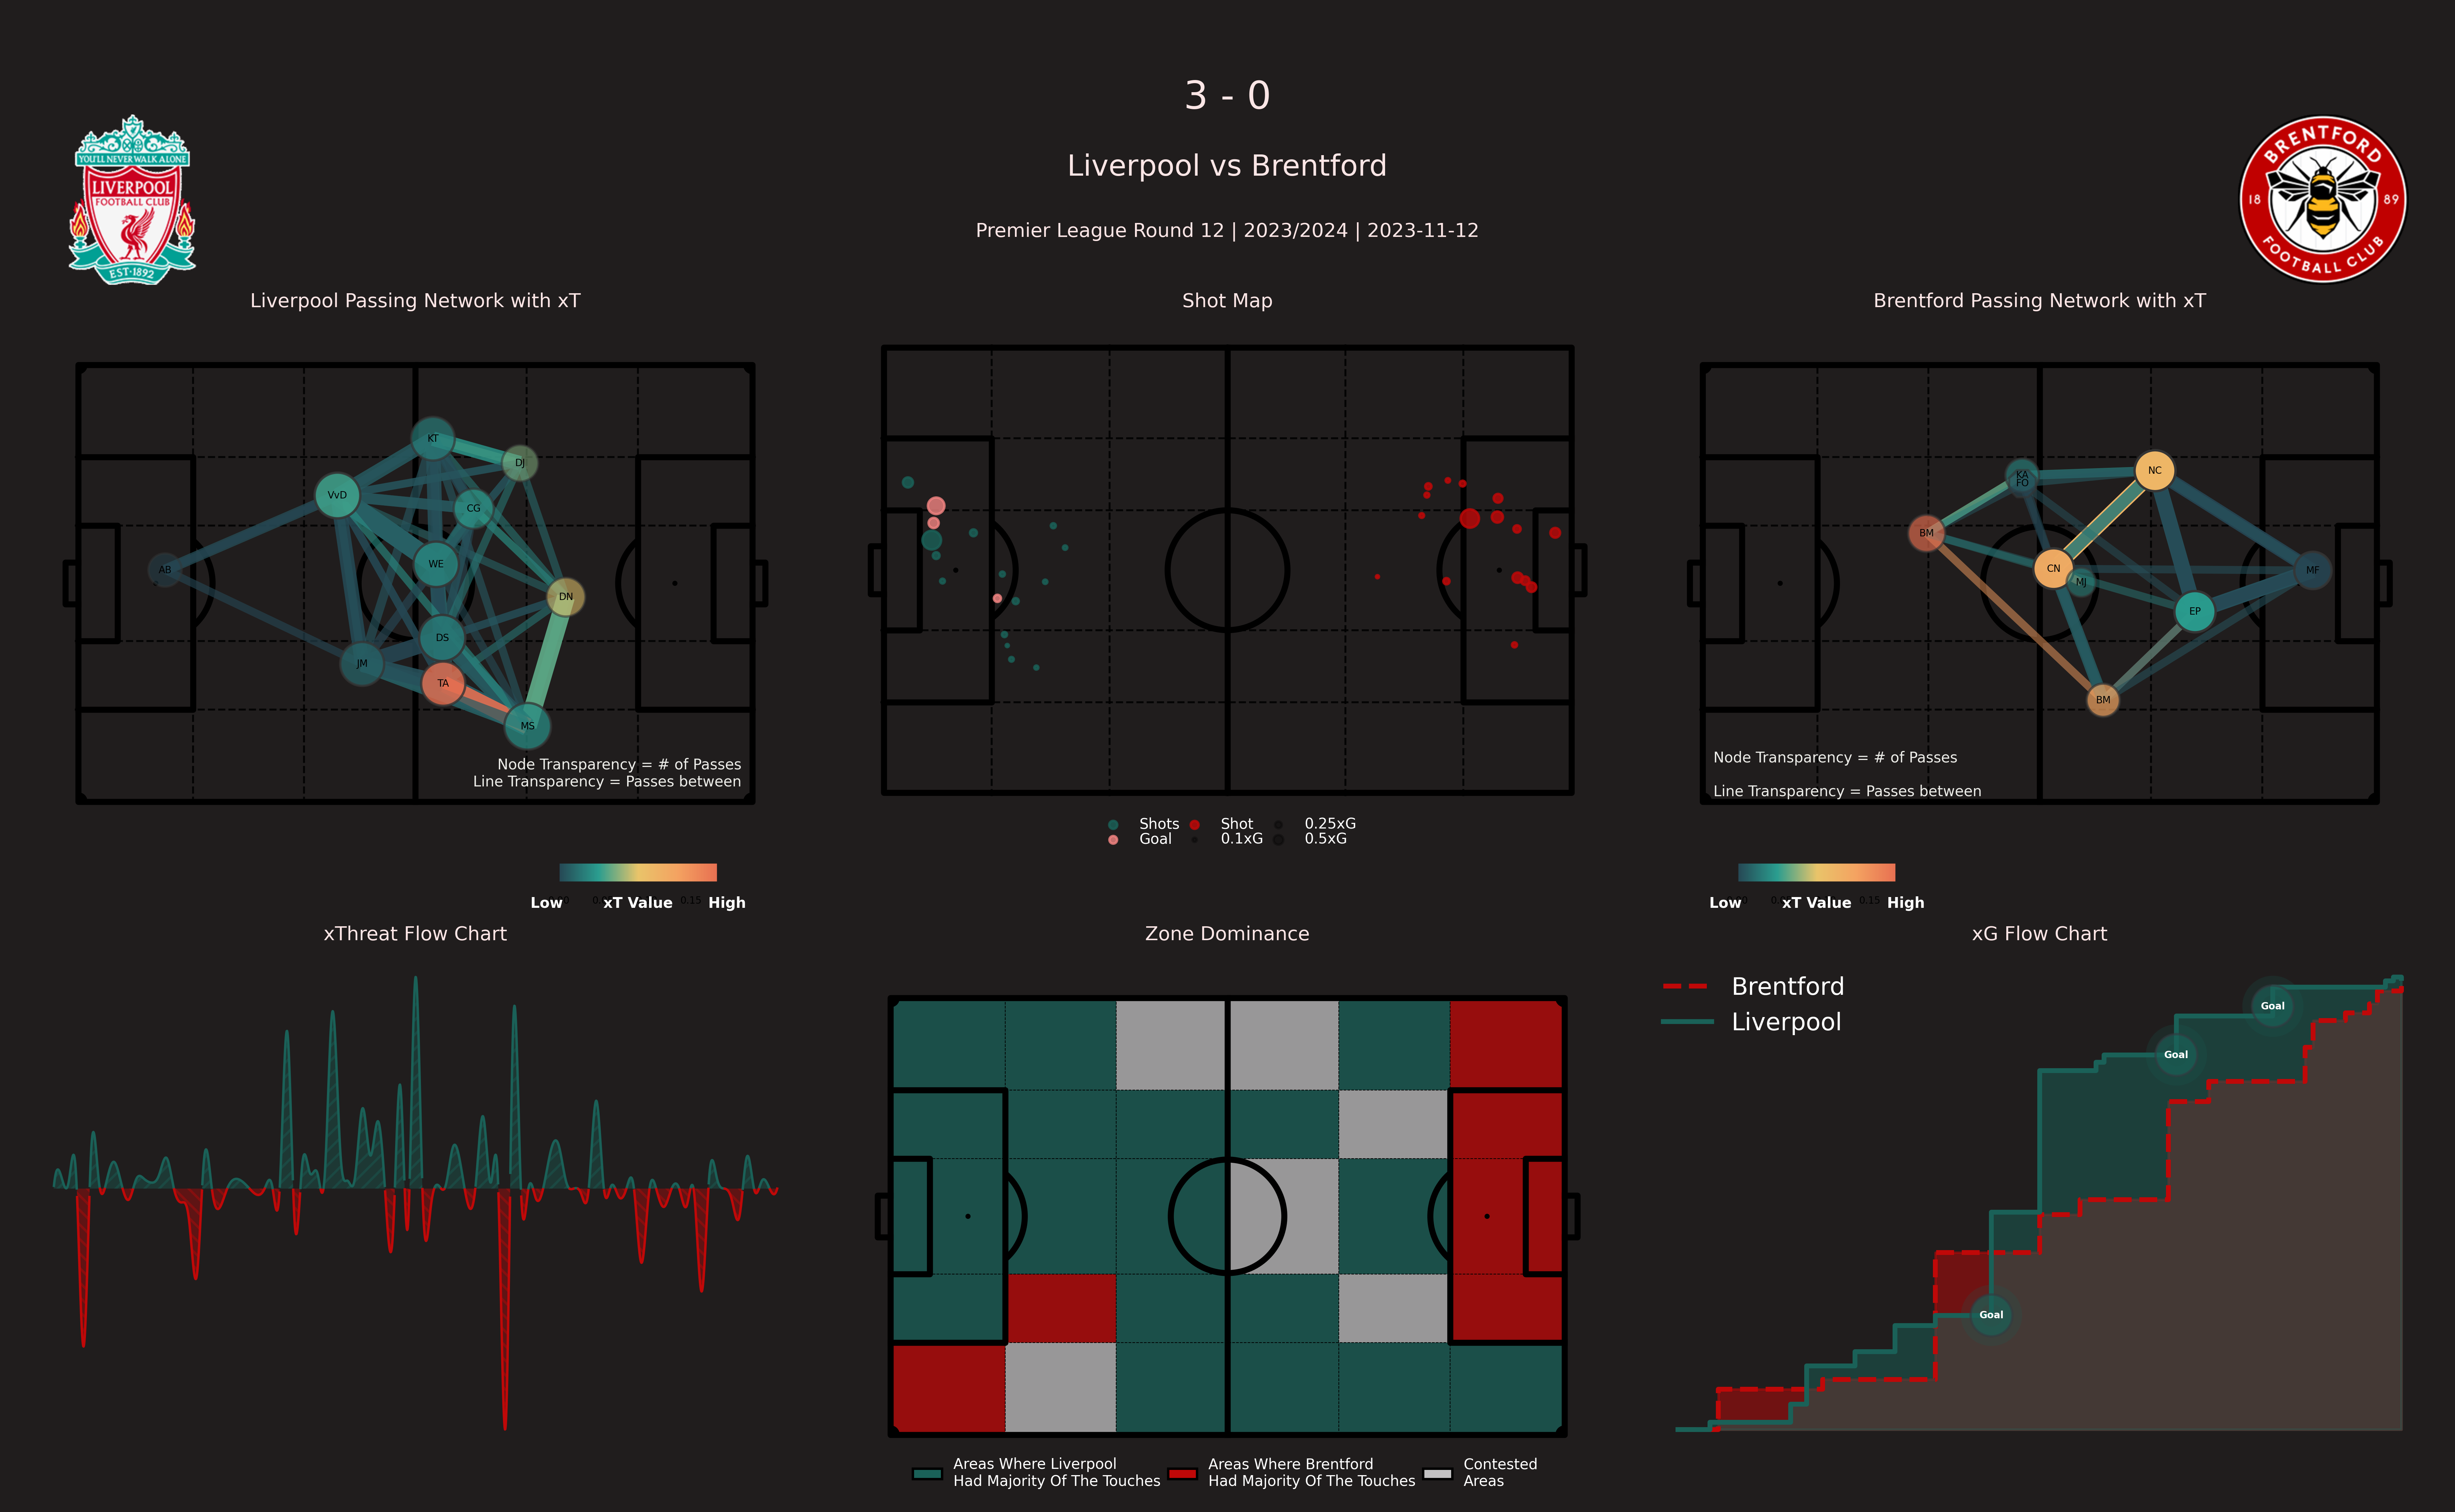 3 - 0
Liverpool vs Brentford
Premier League Round 12 | 2023/2024 | 2023-11-12
YOU'LL NEVER WALK ALONE
LIVERPOOL
FOOTBALL CLUB
EST·1892
BRENTFORD
18 89
FOOTBALL CLUB
Liverpool Passing Network with xT
KT
DJ
VvD
CG
WE
AB
DN
DS
JM
TA
MS
Node Transparency = # of Passes
Line Transparency = Passes between
Low xT Value 0.15 High
Shot Map
Shots Shot 0.25xG
Goal 0.1xG 0.5xG
Brentford Passing Network with xT
NC
KA
FO
BM
CN
MJ
MF
EP
BM
Node Transparency = # of Passes
Line Transparency = Passes between
Low xT Value 0.15 High
xThreat Flow Chart
Zone Dominance
Areas Where Liverpool
Had Majority Of The Touches
Areas Where Brentford
Had Majority Of The Touches
Contested
Areas
xG Flow Chart
Brentford
Liverpool
Goal
Goal
Goal